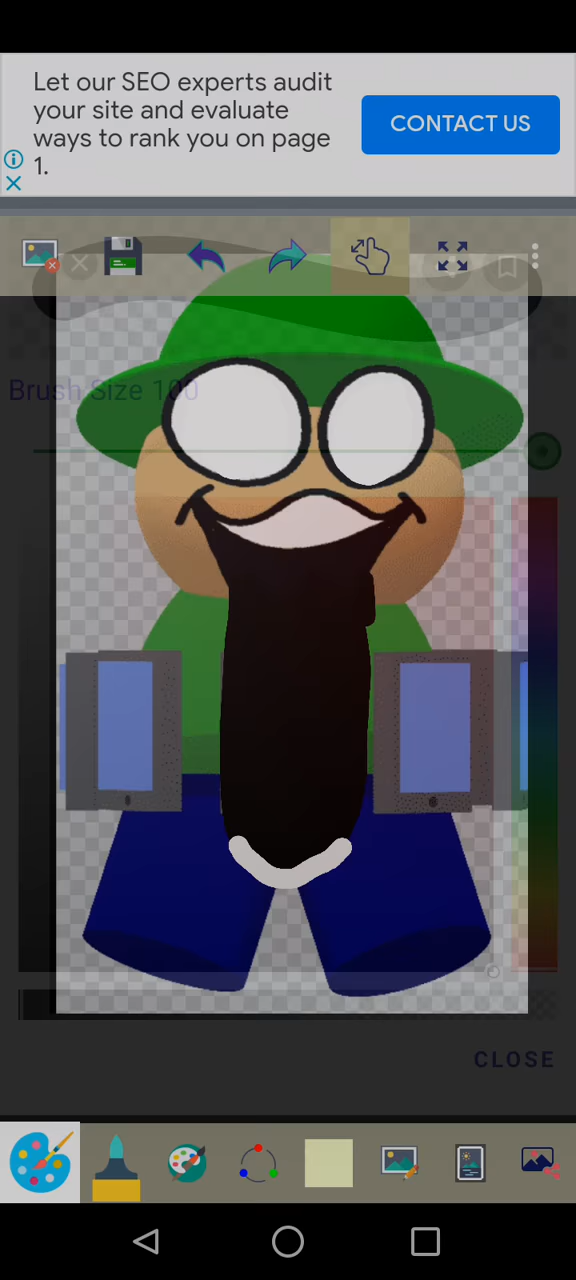 Let our SEO experts audit
your site and evaluate
ways to rank you on page
1.
CONTACT US
Brush Size 100
CLOSE